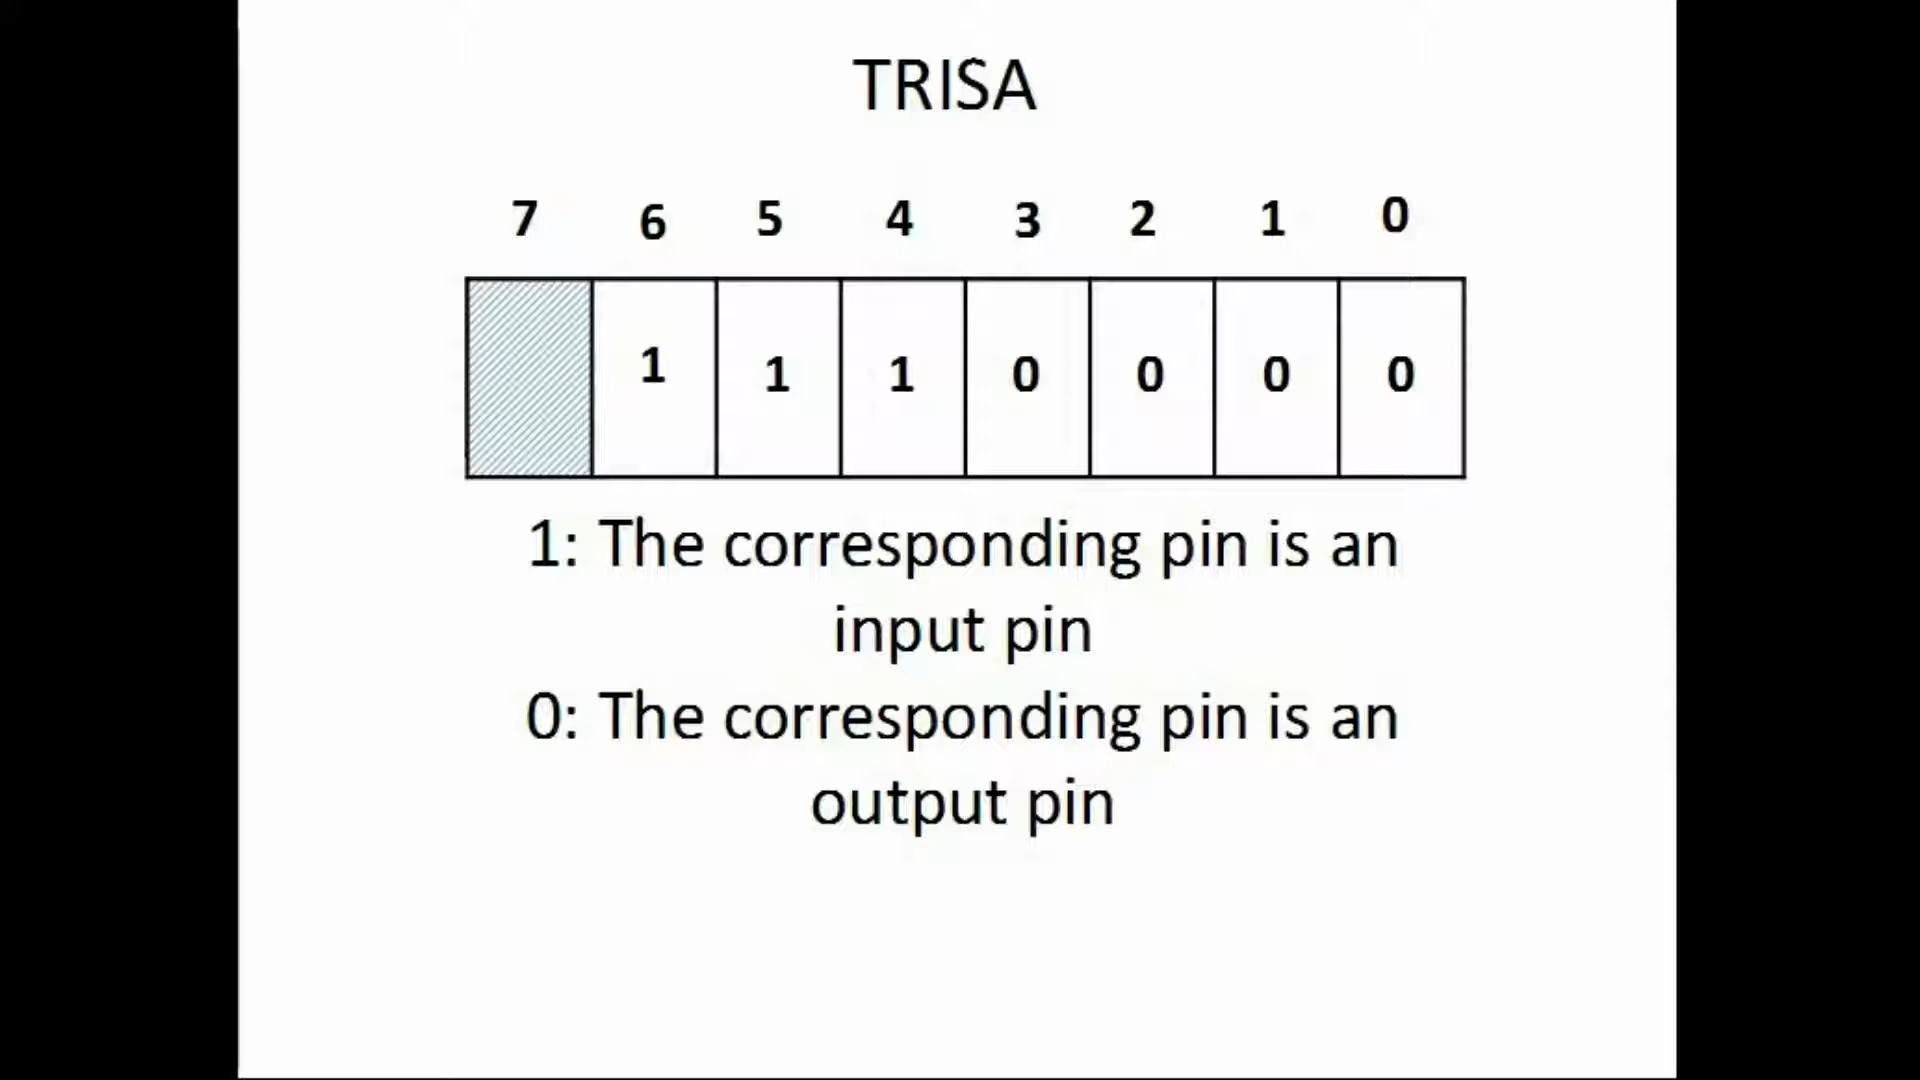 TRISA
7 6 5 4 3 2 1 0
1 1 1 0 0 0 0
1: The corresponding pin is an
input pin
0: The corresponding pin is an
output pin